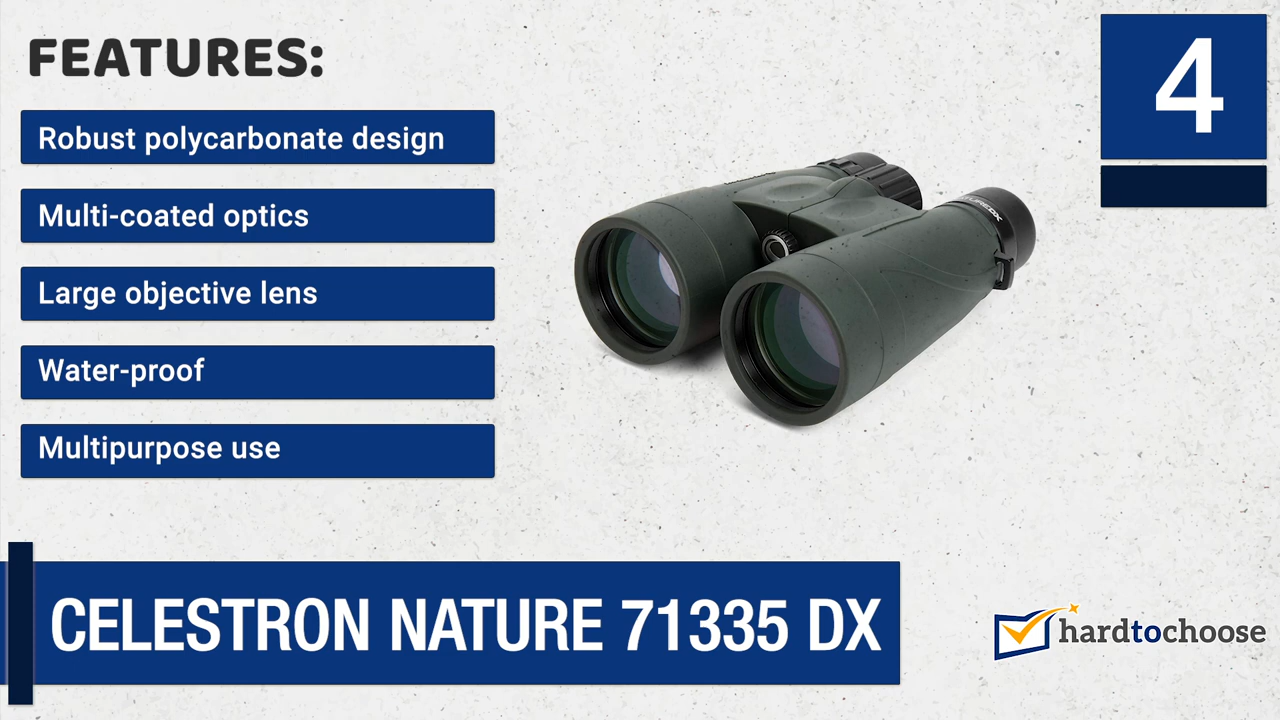 FEATURES:
Robust polycarbonate design
Multi-coated optics
Large objective lens
Water-proof
Multipurpose use
4
CELESTRON NATURE 71335 DX
hardtochoose